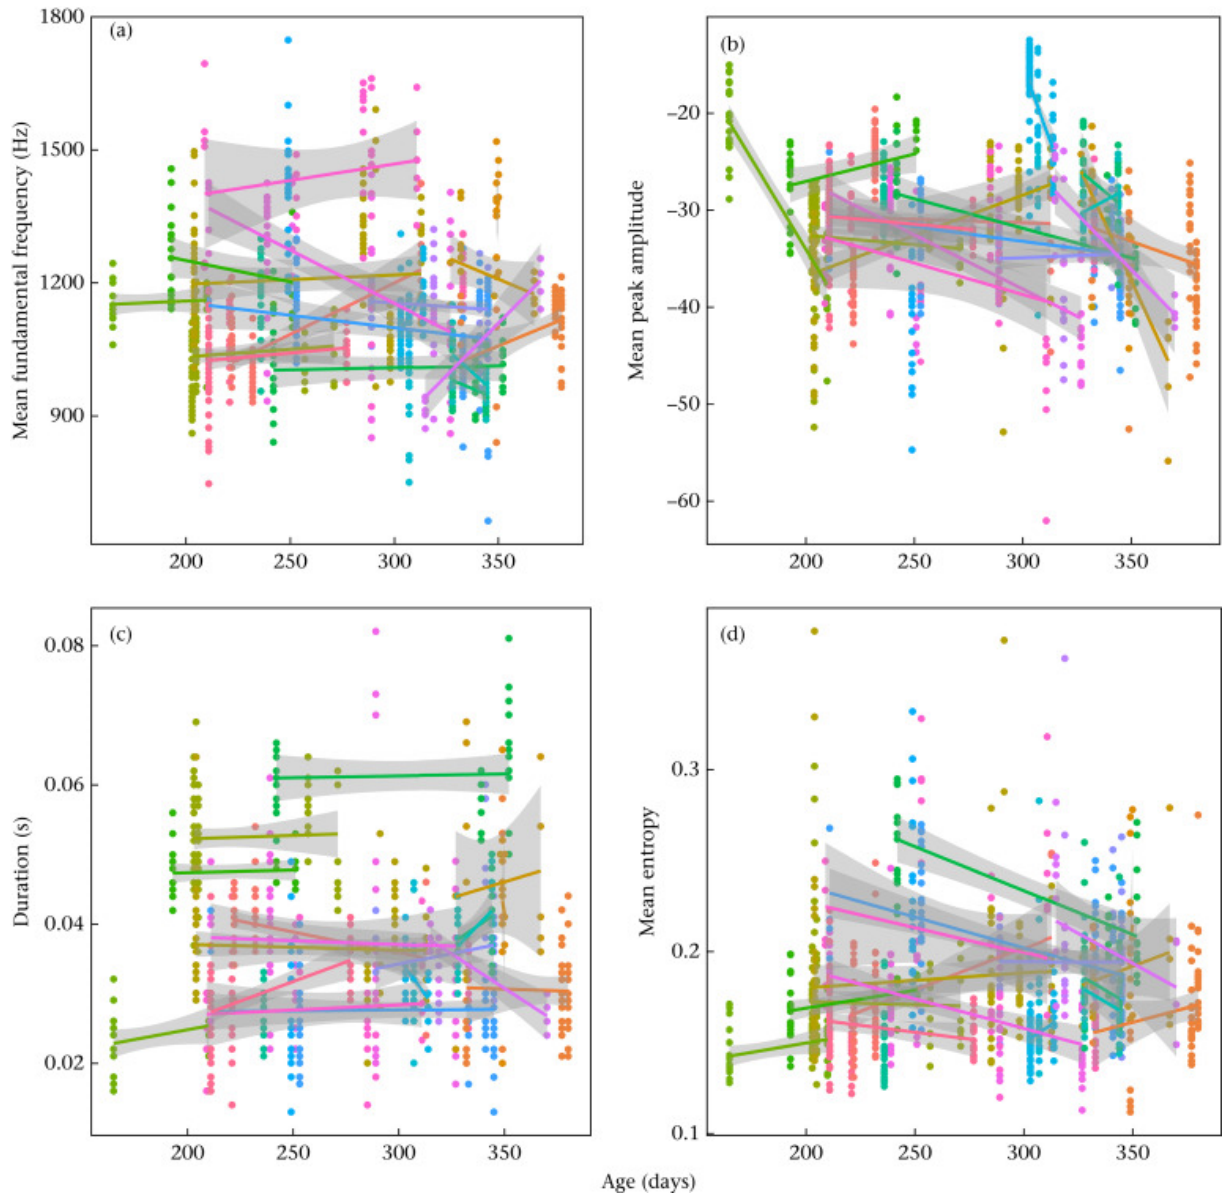 (a)
1800
1500
1200
900
Mean fundamental frequency (Hz)
200 250 300 350
(b)
−20
−30
−40
−50
−60
Mean peak amplitude
200 250 300 350
(c)
0.08
0.06
0.04
0.02
Duration (s)
200 250 300 350
(d)
0.3
0.2
0.1
Mean entropy
200 250 300 350
Age (days)